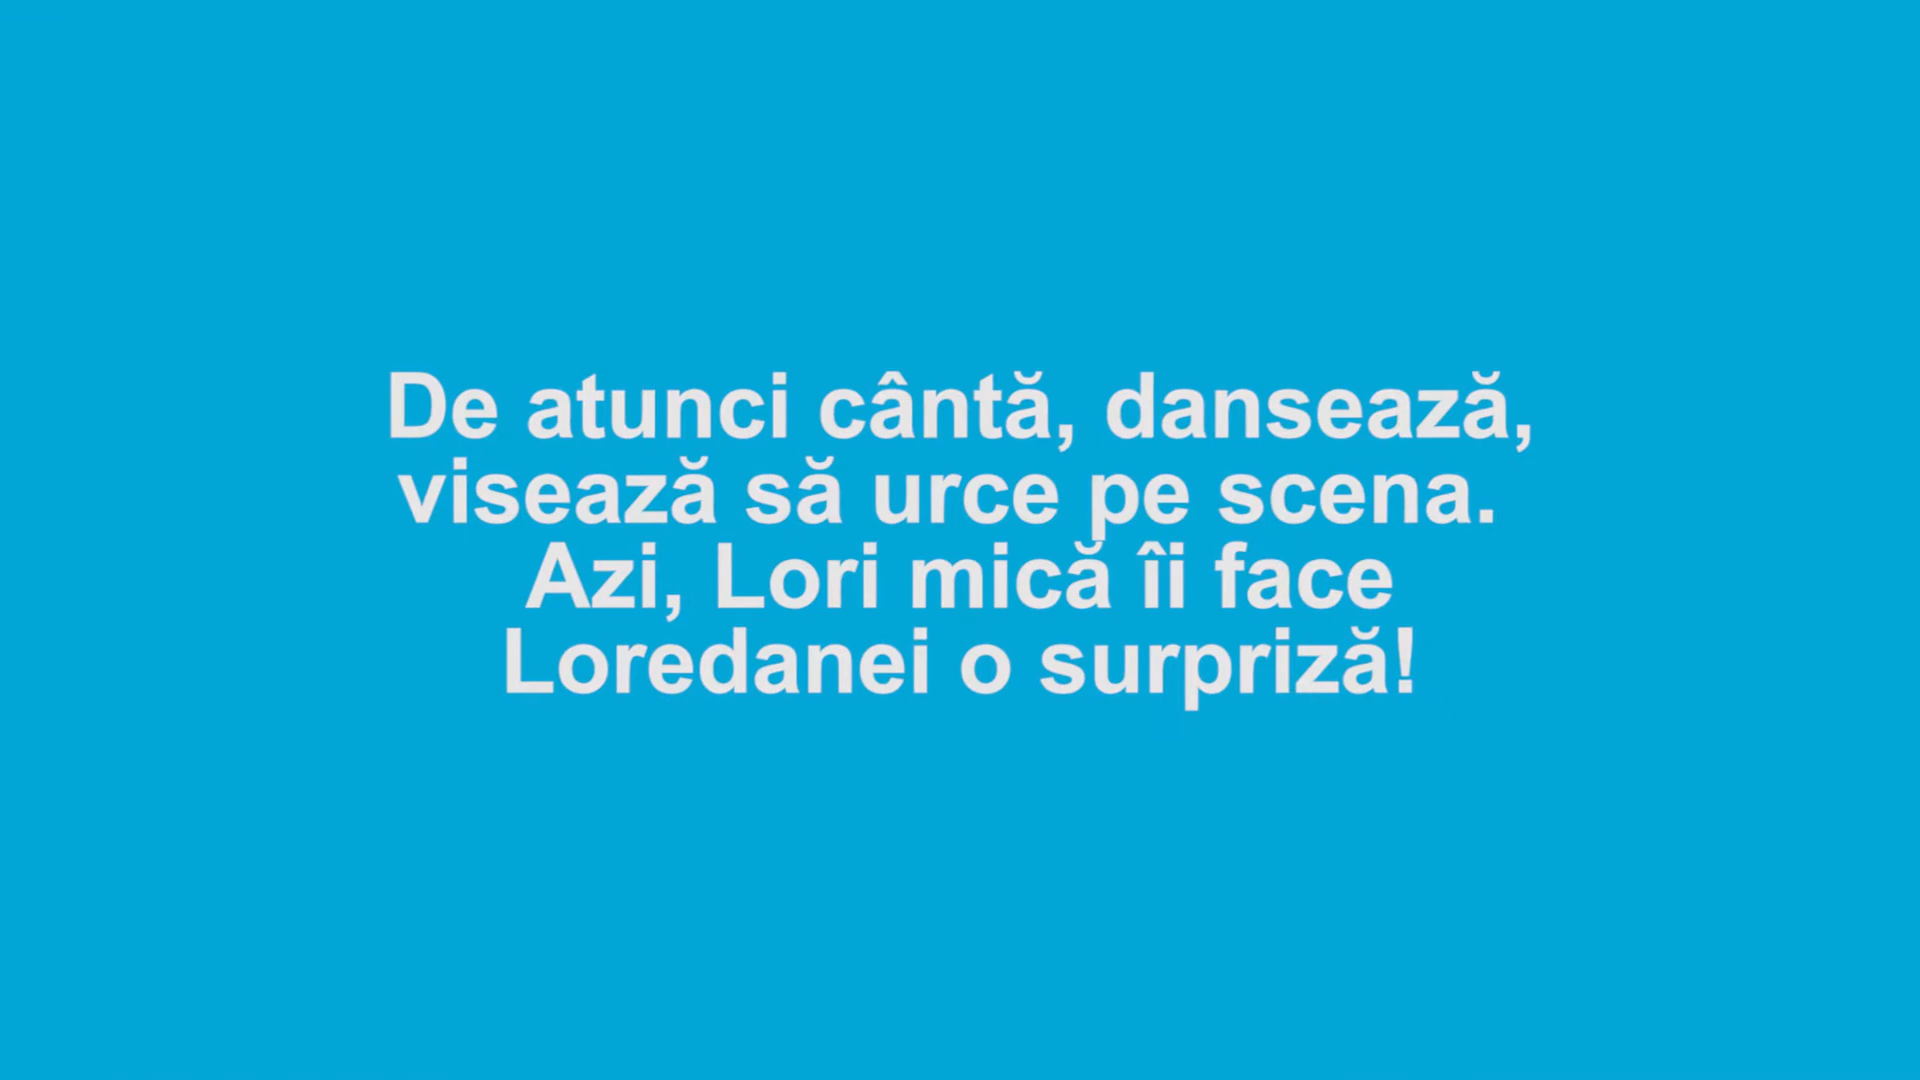 De atunci cântă, dansează,
visează să urce pe scena.
Azi, Lori mică îi face
Loredanei o surpriză!